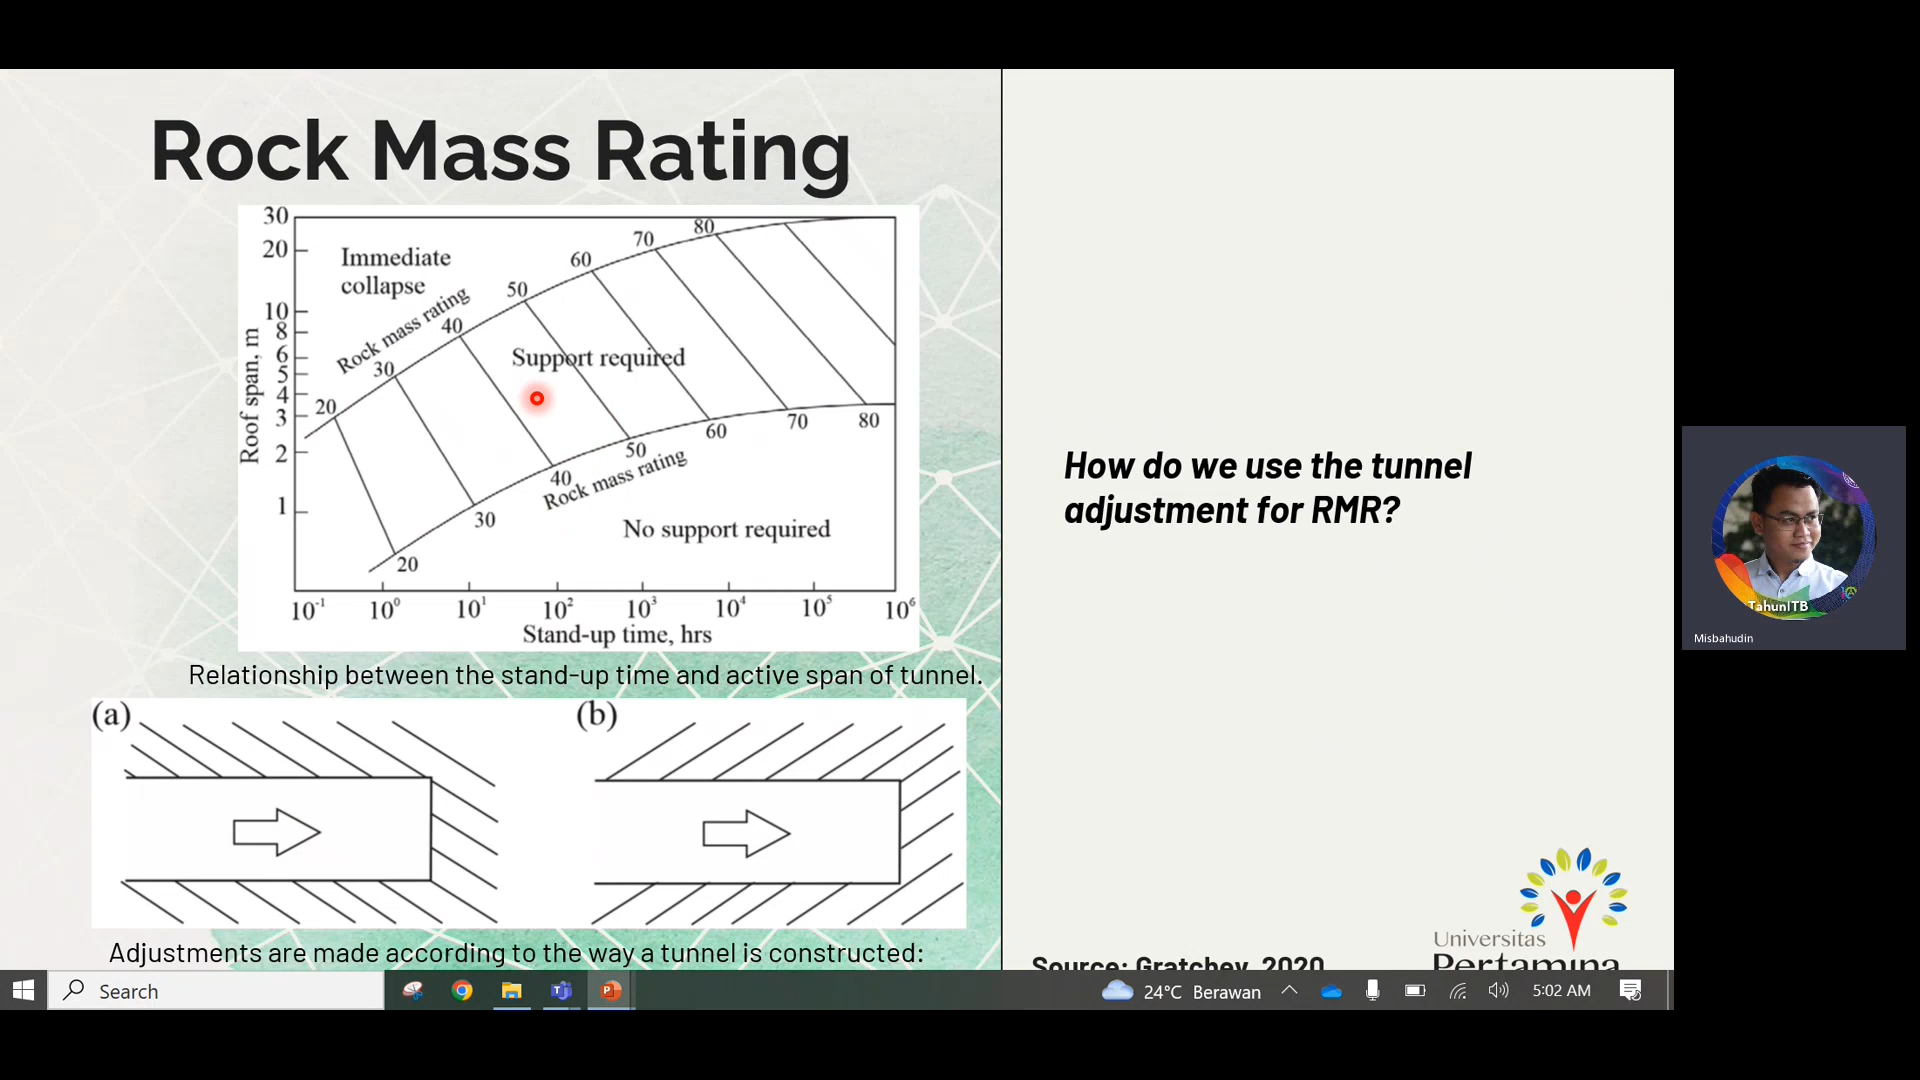 Rock Mass Rating
30
20
10
8
6
5
4
3
2
1
Roof span, m
Immediate
collapse
Rock mass rating
20
30
40
50
60
70
80
Support required
20
30
40
50
60
70
80
Rock mass rating
No support required
10-1
100
101
102
103
104
105
106
Stand-up time, hrs
Relationship between the stand-up time and active span of tunnel.
(a)
(b)
Adjustments are made according to the way a tunnel is constructed:
How do we use the tunnel
adjustment for RMR?
Source: Gratchev, 2020
Universitas
Pertamina
TahunITB
Misbahudin
Search
24°C Berawan
5:02 AM